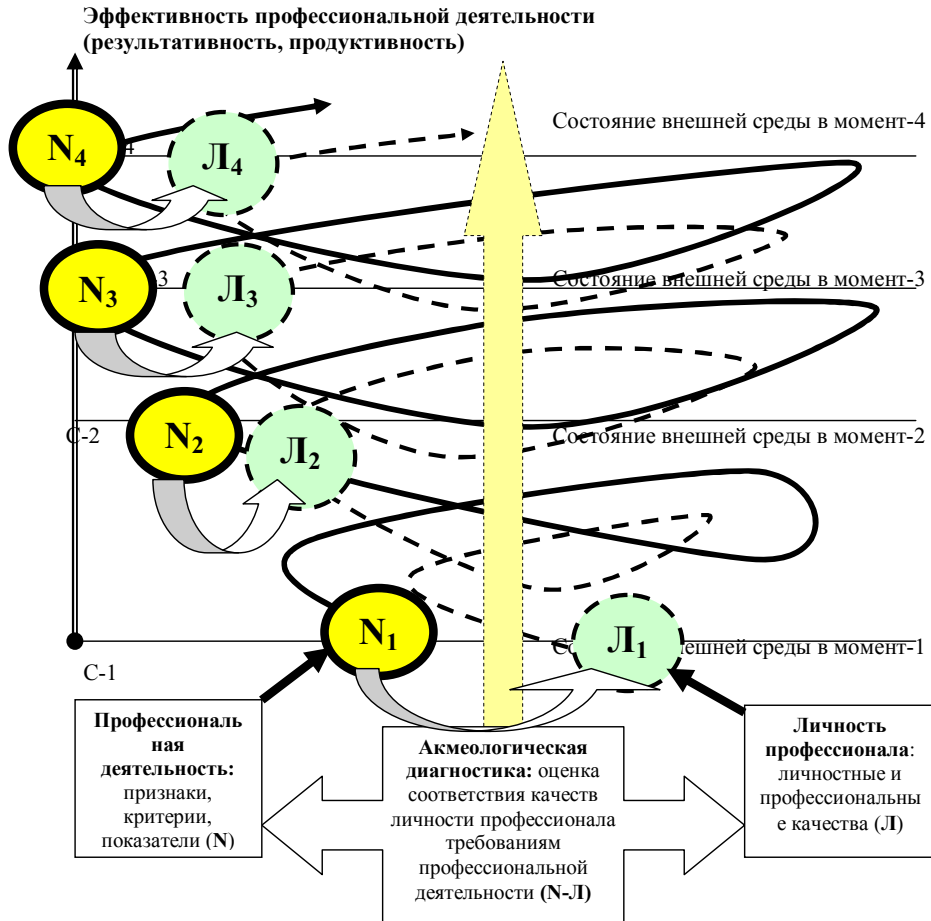 Эффективность профессиональной деятельности
(результативность, продуктивность)
Состояние внешней среды в момент-4
N4
4
Л4
Состояние внешней среды в момент-3
N3
3
Л3
С-2
N2
Л2
Состояние внешней среды в момент-2
N1
Л1
Со внешней среды в момент-1
С-1
Профессиональ
ная
деятельность:
признаки,
критерии,
показатели (N)
Акмеологическая
диагностика: оценка
соответствия качеств
личности профессионала
требованиям
профессиональной
деятельности (N-Л)
Личность
профессионала:
личностные и
профессиональны
е качества (Л)